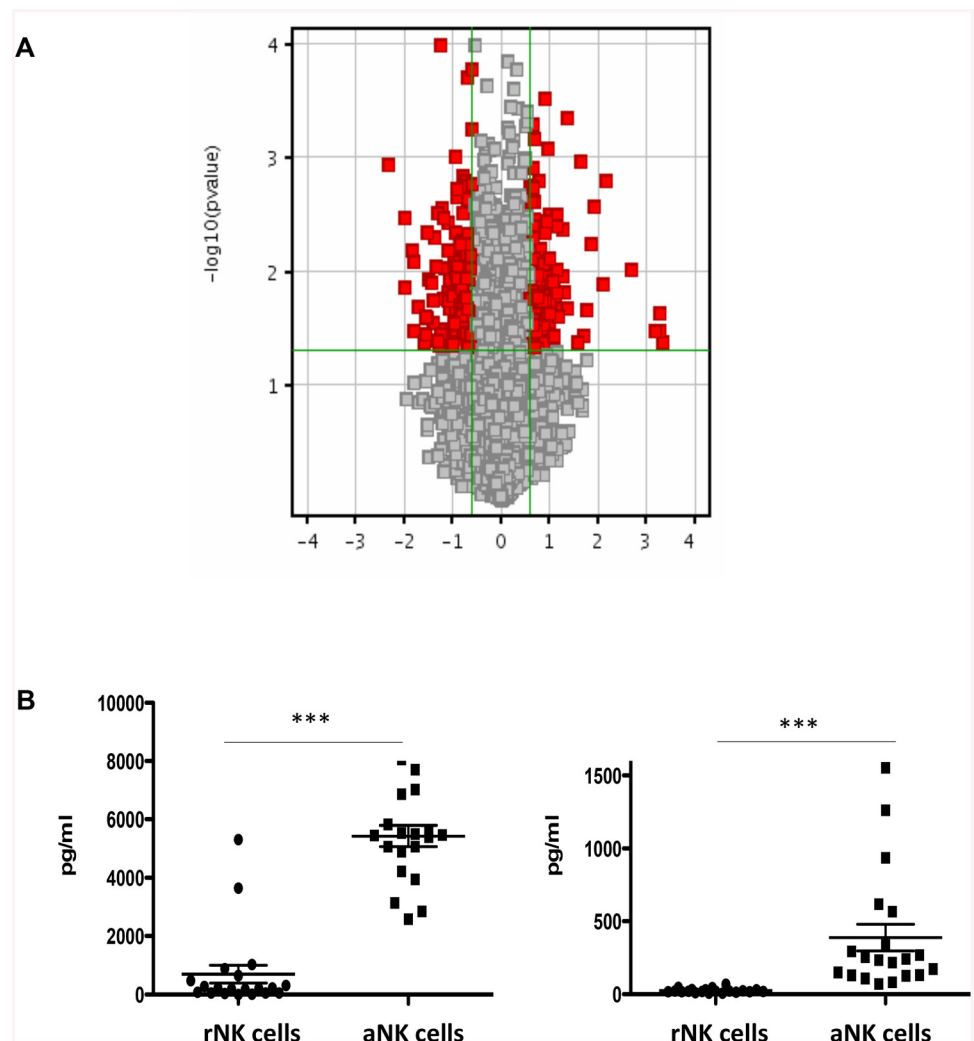 A
-log10(pvalue)
4
3
2
1
-4 -3 -2 -1 0 1 2 3 4
B
pg/ml
10000
8000
6000
4000
2000
0
***
rNK cells aNK cells
pg/ml
1500
1000
500
0
***
rNK cells aNK cells